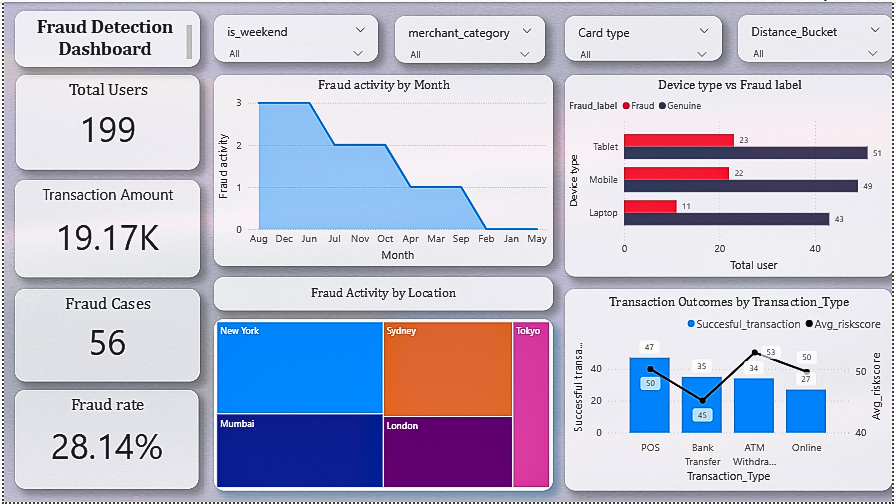 Fraud Detection
Dashboard
is_weekend
All
merchant_category
All
Card type
All
Distance_Bucket
All
Total Users
199
Transaction Amount
19.17K
Fraud Cases
56
Fraud rate
28.14%
Fraud activity by Month
Fraud activity
3
2
1
0
Aug Dec Jun Jul Nov Oct Apr Mar Sep Feb Jan May
Month
Fraud Activity by Location
New York
Sydney
Tokyo
Mumbai
London
Device type vs Fraud label
Fraud_label Fraud Genuine
Device type
Tablet
23
51
Mobile
22
49
Laptop
11
43
0 20 40
Total user
Transaction Outcomes by Transaction_Type
Succesful_transaction Avg_riskscore
Successful transa...
40
20
0
47
50
35
45
53
34
50
27
50
40
Avg_riskscore
POS
Bank
Transfer
ATM
Withdra...
Online
Transaction_Type